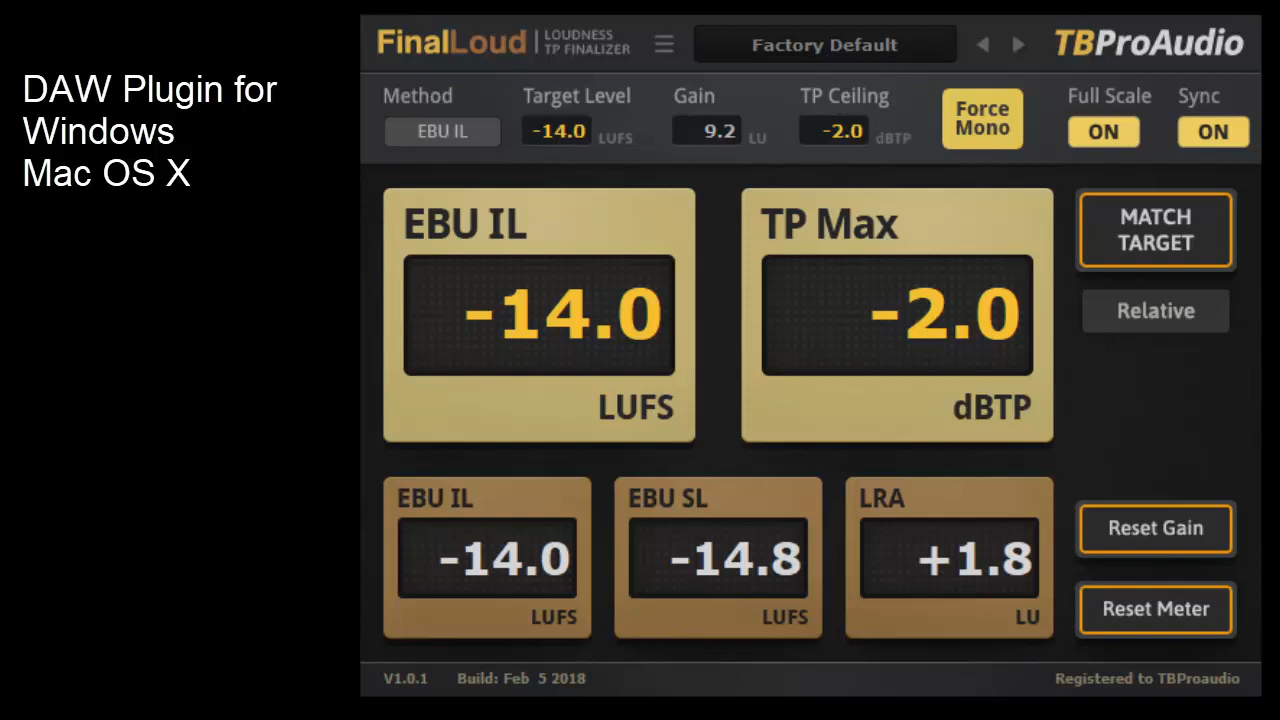 DAW Plugin for
Windows
Mac OS X
FinalLoud LOUDNESS
TP FINALIZER
Factory Default
TBProAudio
Method
EBU IL
Target Level
-14.0 LUFS
Gain
9.2 LU
TP Ceiling
-2.0 dBTP
Force
Mono
Full Scale
ON
Sync
ON
EBU IL
-14.0
LUFS
TP Max
-2.0
dBTP
MATCH
TARGET
Relative
EBU IL
-14.0
LUFS
EBU SL
-14.8
LUFS
LRA
+1.8
LU
Reset Gain
Reset Meter
V1.0.1 Build: Feb 5 2018
Registered to TBProaudio